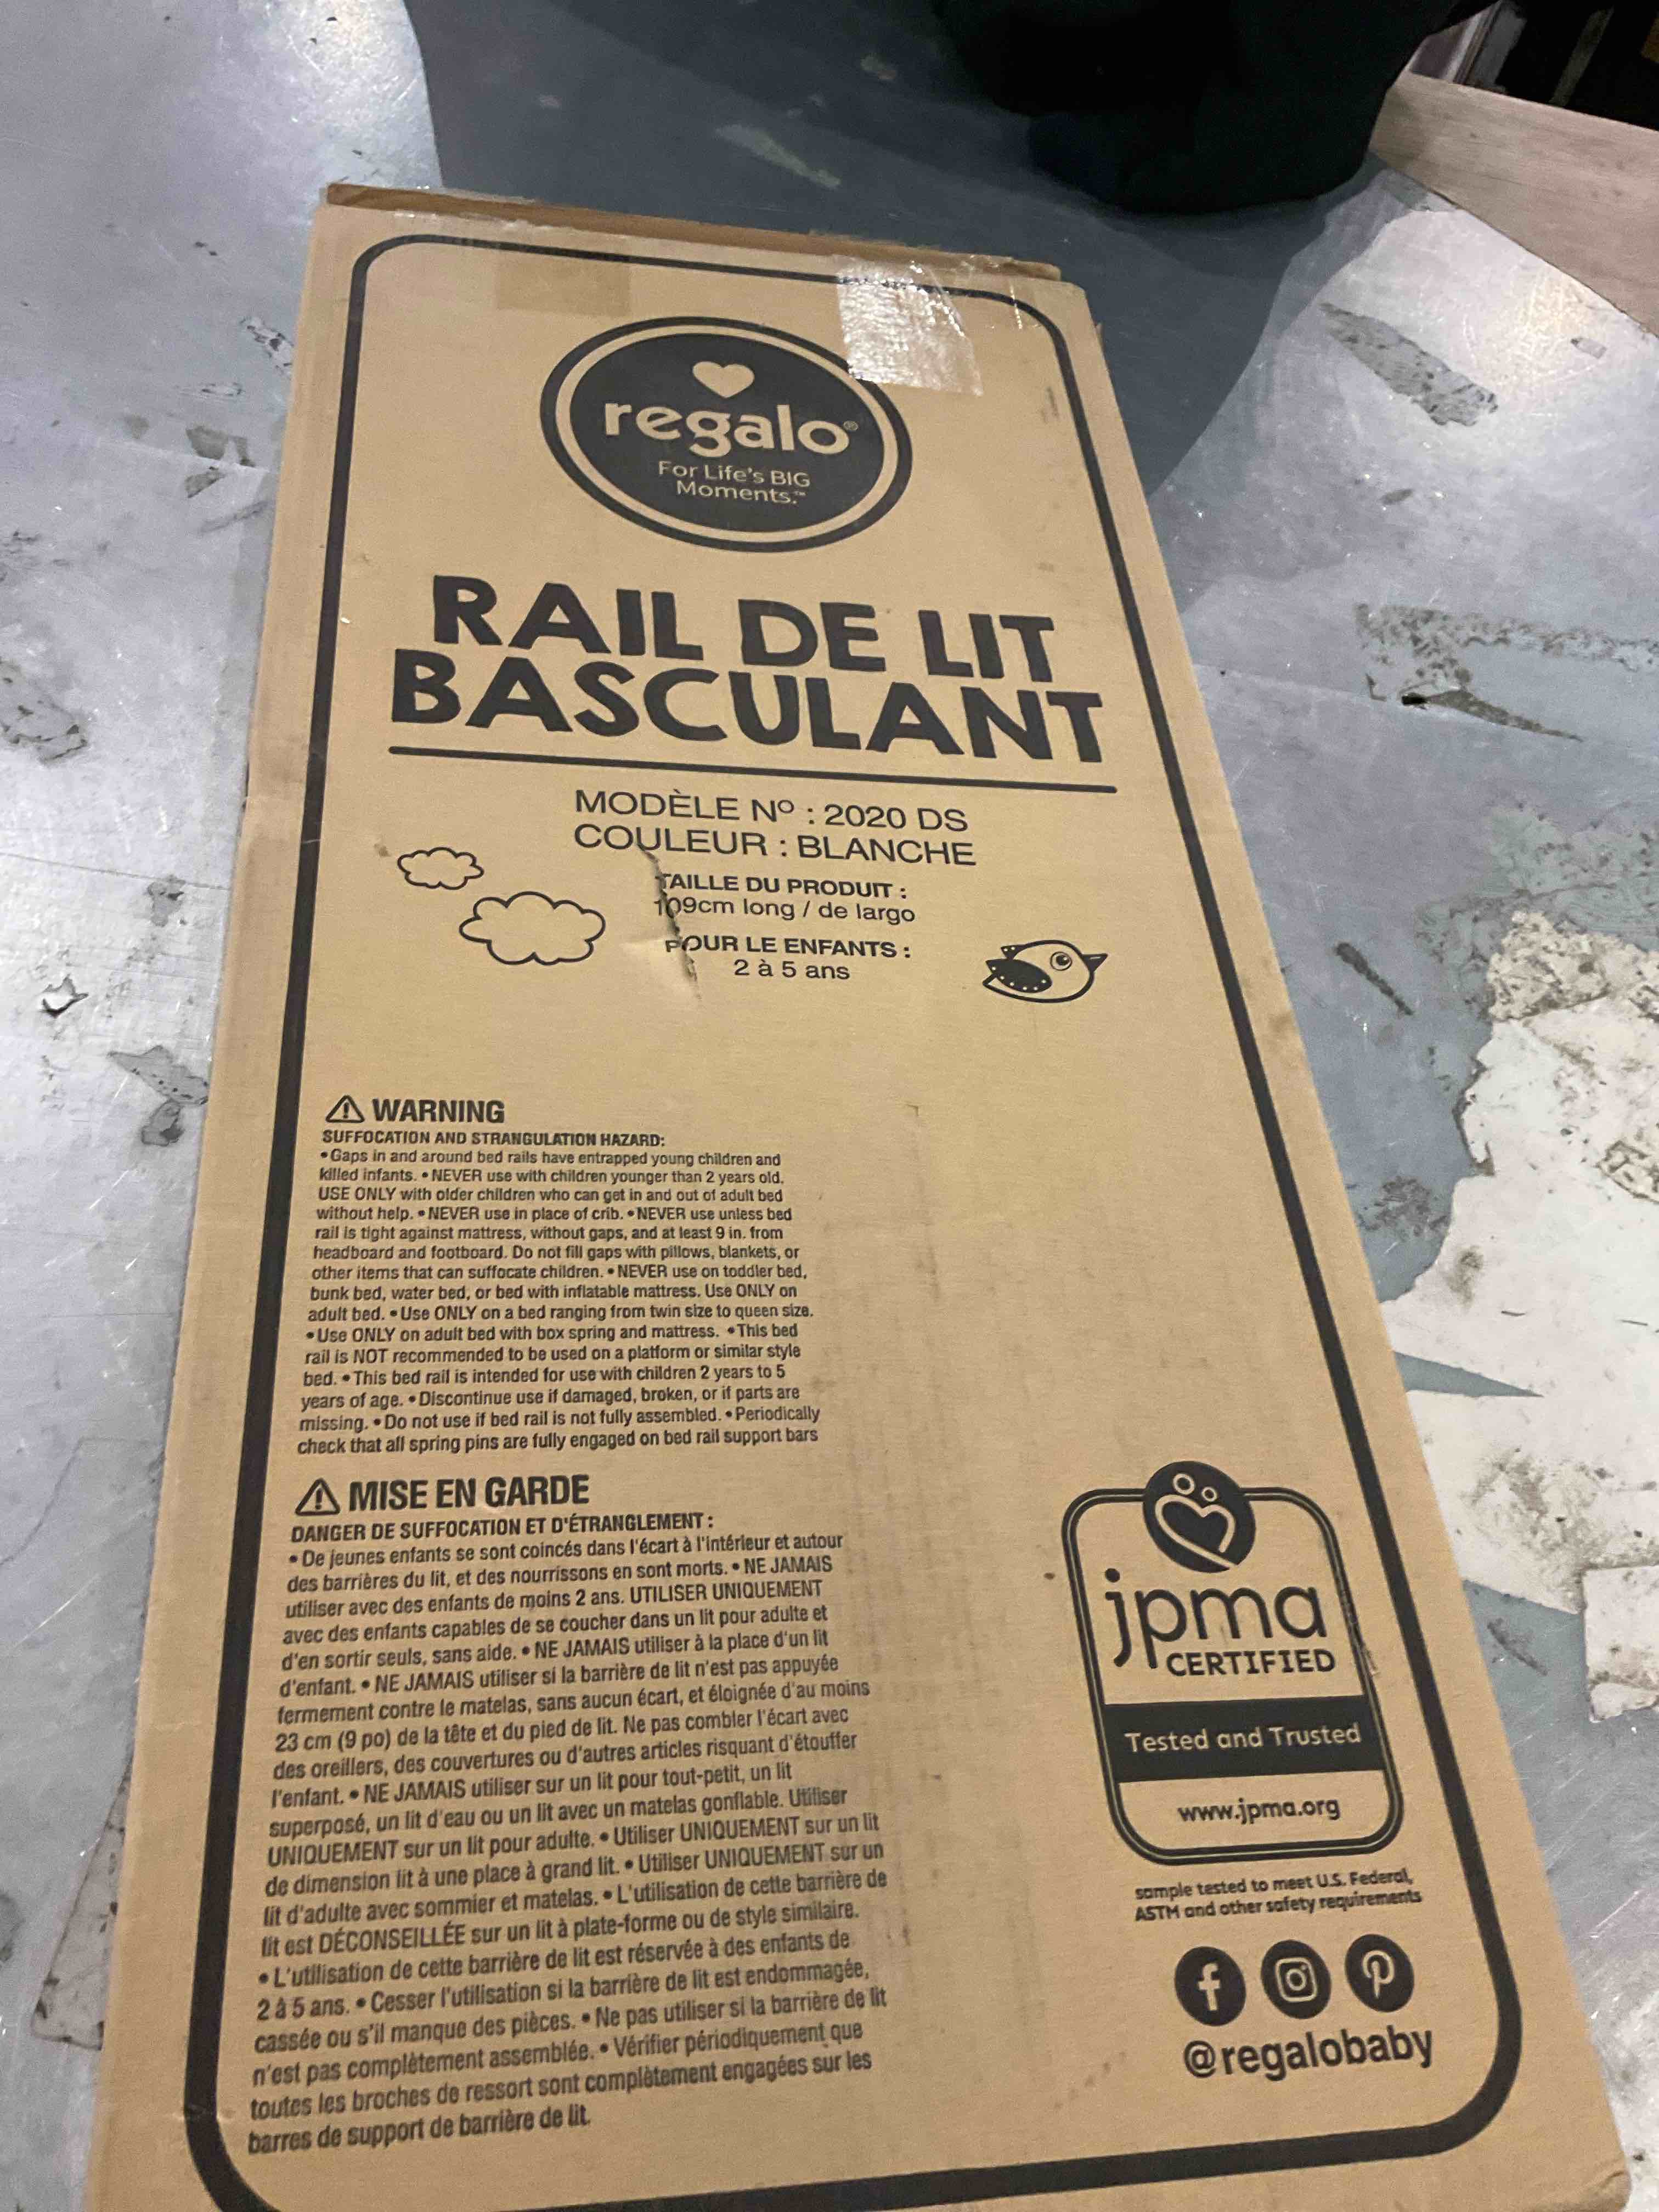 regalo®
For Life's BIG
Moments.™
RAIL DE LIT
BASCULANT
MODÈLE Nº : 2020 DS
COULEUR : BLANCHE
TAILLE DU PRODUIT :
109cm long / de largo
POUR LE ENFANTS :
2 à 5 ans
⚠ WARNING
SUFFOCATION AND STRANGULATION HAZARD:
• Gaps in and around bed rails have entrapped young children and
killed infants. • NEVER use with children younger than 2 years old.
USE ONLY with older children who can get in and out of adult bed
without help. • NEVER use in place of crib. • NEVER use unless bed
rail is tight against mattress, without gaps, and at least 9 in. from
headboard and footboard. Do not fill gaps with pillows, blankets, or
other items that can suffocate children. • NEVER use on toddler bed,
bunk bed, water bed, or bed with inflatable mattress. Use ONLY on
adult bed. • Use ONLY on a bed ranging from twin size to queen size.
• Use ONLY on adult bed with box spring and mattress. • This bed
rail is NOT recommended to be used on a platform or similar style
bed. • This bed rail is intended for use with children 2 years to 5
years of age. • Discontinue use if damaged, broken, or if parts are
missing. • Do not use if bed rail is not fully assembled. • Periodically
check that all spring pins are fully engaged on bed rail support bars
⚠ MISE EN GARDE
DANGER DE SUFFOCATION ET D'ÉTRANGLEMENT :
• De jeunes enfants se sont coincés dans l'écart à l'intérieur et autour
des barrières du lit, et des nourrissons en sont morts. • NE JAMAIS
utiliser avec des enfants de moins 2 ans. UTILISER UNIQUEMENT
avec des enfants capables de se coucher dans un lit pour adulte et
d'en sortir seuls, sans aide. • NE JAMAIS utiliser à la place d'un lit
d'enfant. • NE JAMAIS utiliser si la barrière de lit n'est pas appuyée
fermement contre le matelas, sans aucun écart, et éloignée d'au moins
23 cm (9 po) de la tête et du pied de lit. Ne pas combler l'écart avec
des oreillers, des couvertures ou d'autres articles risquant d'étouffer
l'enfant. • NE JAMAIS utiliser sur un lit pour tout-petit, un lit
superposé, un lit d'eau ou un lit avec un matelas gonflable. Utiliser
UNIQUEMENT sur un lit pour adulte. • Utiliser UNIQUEMENT sur un lit
de dimension lit à une place à grand lit. • Utiliser UNIQUEMENT sur un
lit d'adulte avec sommier et matelas. • L'utilisation de cette barrière de
lit est DÉCONSEILLÉE sur un lit à plate-forme ou de style similaire.
• L'utilisation de cette barrière de lit est réservée à des enfants de
2 à 5 ans. • Cesser l'utilisation si la barrière de lit est endommagée,
cassée ou s'il manque des pièces. • Ne pas utiliser si la barrière de lit
n'est pas complètement assemblée. • Vérifier périodiquement que
toutes les broches de ressort sont complètement engagées sur les
barres de support de barrière de lit.
jpma
CERTIFIED
Tested and Trusted
www.jpma.org
sample tested to meet U.S. Federal,
ASTM and other safety requirements
@regalobaby